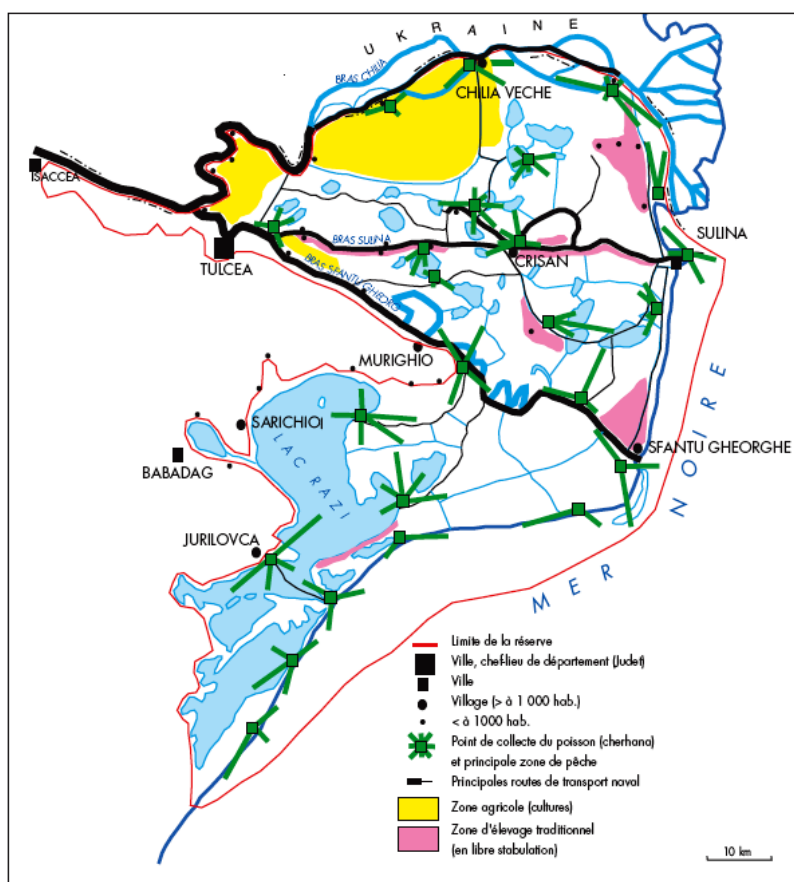 UKRAINE
BRAS CHILIA
CHILIA VECHE
ISACCEA
SULINA
BRAS SULINA
CRISAN
TULCEA
BRAS SFANTU GHEORG
MURIGHIO
SARICHIOI
SFANTU GHEORGHE
LAC RAZI
BABADAG
MER NOIRE
JURILOVCA
Limite de la réserve
Ville, chef-lieu de département (Judet)
Ville
Village (> à 1 000 hab.)
< à 1000 hab.
Point de collecte du poisson (cherhana)
et principale zone de pêche
Principales routes de transport naval
Zone agricole (cultures)
Zone d'élevage traditionnel
(en libre stabulation)
10 km